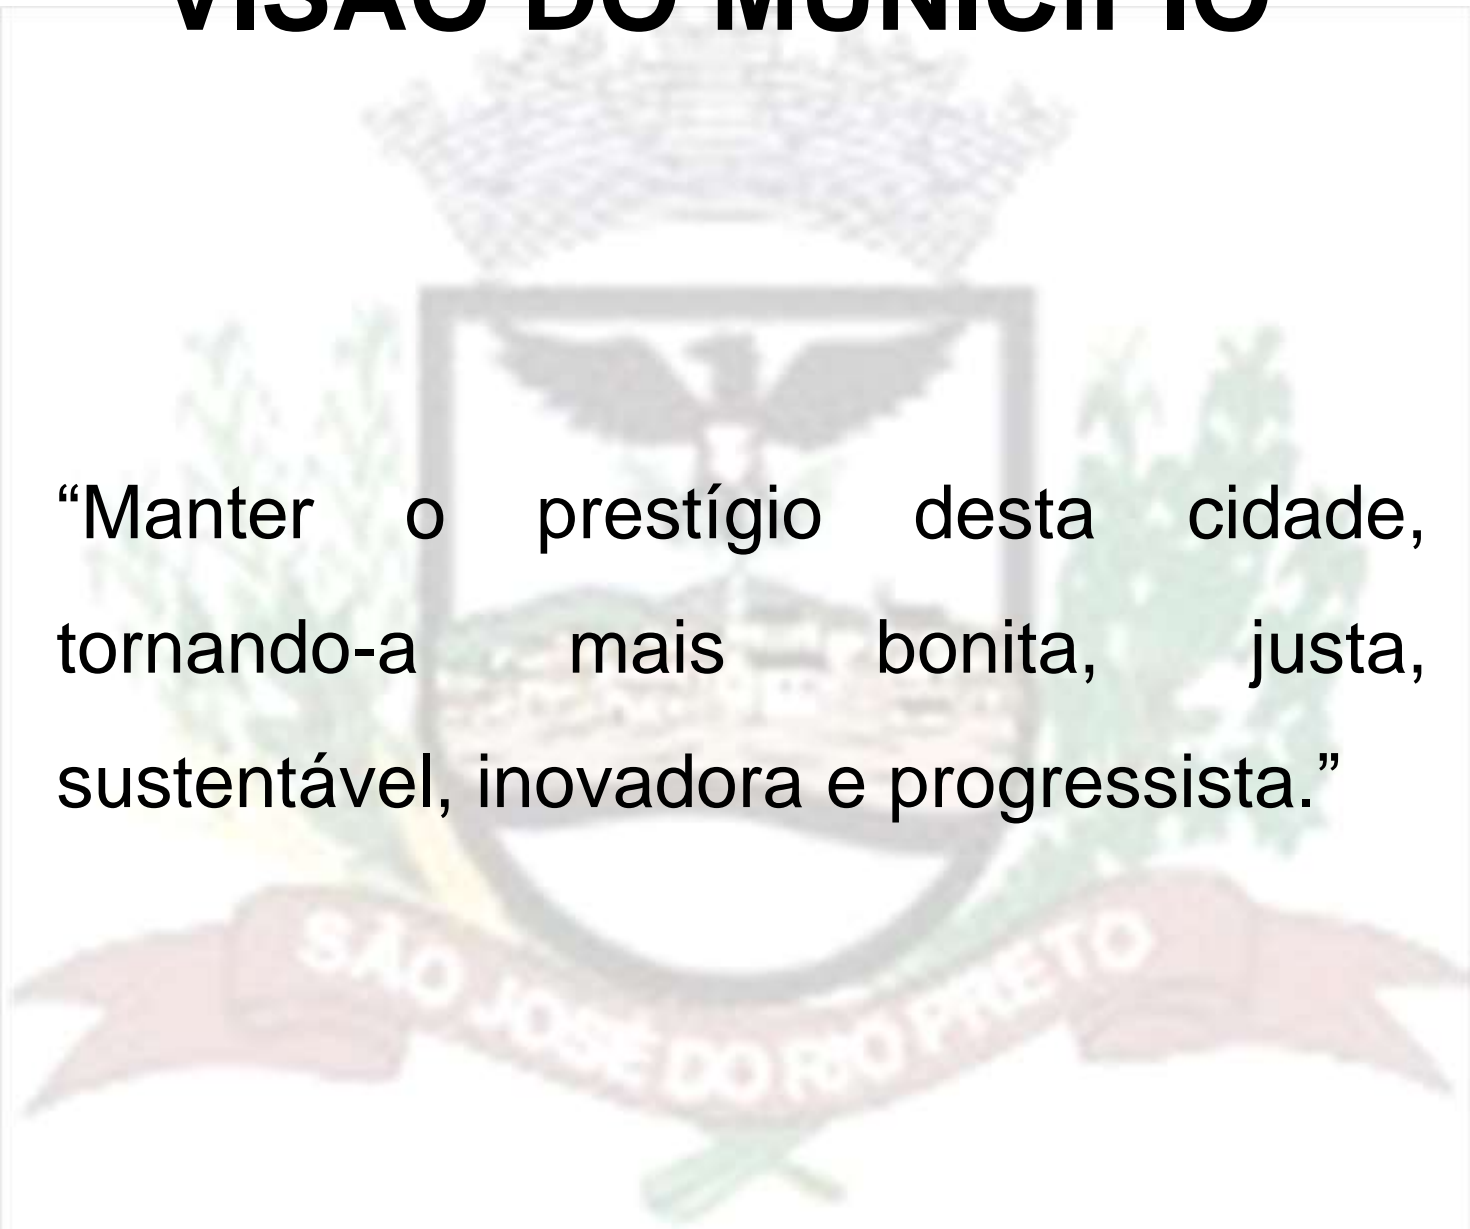 VISÃO DO MUNICÍPIO
“Manter o prestígio desta cidade,
tornando-a mais bonita, justa,
sustentável, inovadora e progressista.”
SÃO JOSÉ DO RIO PRETO